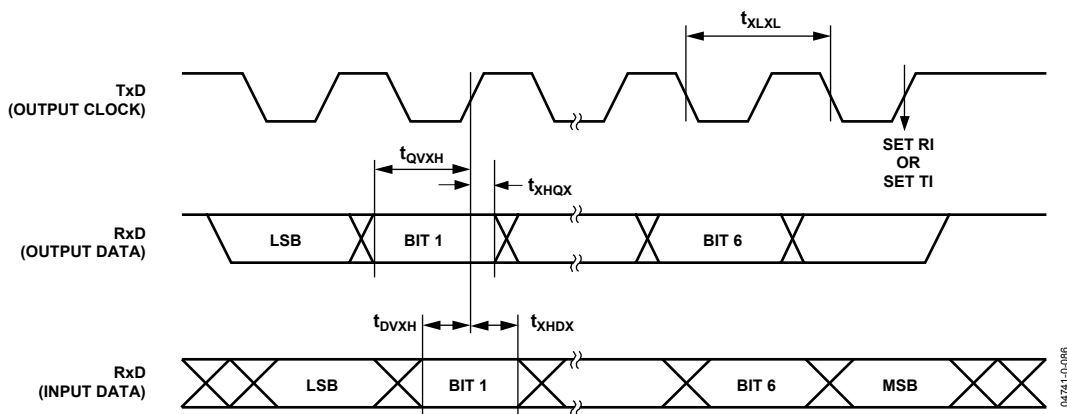 tXLXL
TxD
(OUTPUT CLOCK)
SET RI
OR
SET TI
tQVXH
tXHQX
RxD
(OUTPUT DATA)
LSB
BIT 1
BIT 6
tDVXH
tXHDX
RxD
(INPUT DATA)
LSB
BIT 1
BIT 6
MSB
04741-0-086